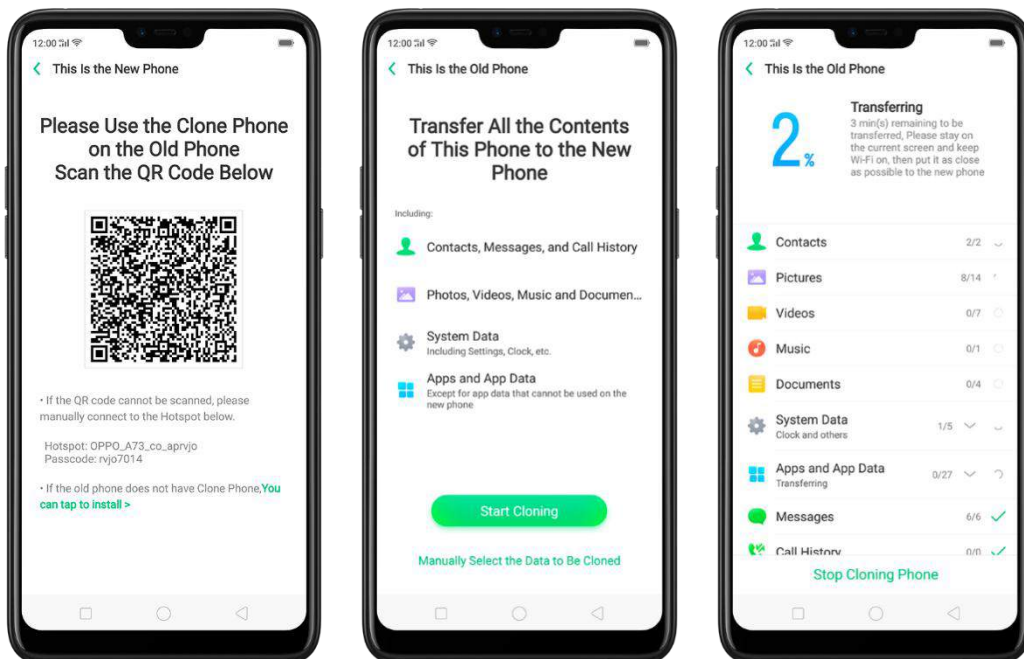 12:00
This Is the New Phone
Please Use the Clone Phone
on the Old Phone
Scan the QR Code Below
• If the QR code cannot be scanned, please
manually connect to the Hotspot below.
Hotspot: OPPO_A73_co_aprvjo
Passcode: rvjo7014
• If the old phone does not have Clone Phone,You
can tap to install >
12:00
This Is the Old Phone
Transfer All the Contents
of This Phone to the New
Phone
Including:
Contacts, Messages, and Call History
Photos, Videos, Music and Documen...
System Data
Including Settings, Clock, etc.
Apps and App Data
Except for app data that cannot be used on the
new phone
Start Cloning
Manually Select the Data to Be Cloned
12:00
This Is the Old Phone
2%
Transferring
3 min(s) remaining to be
transferred, Please stay on
the current screen and keep
Wi-Fi on, then put it as close
as possible to the new phone
Contacts 2/2
Pictures 8/14
Videos 0/7
Music 0/1
Documents 0/4
System Data 1/5
Clock and others
Apps and App Data 0/27
Transferring
Messages 6/6
Call History 0/0
Stop Cloning Phone